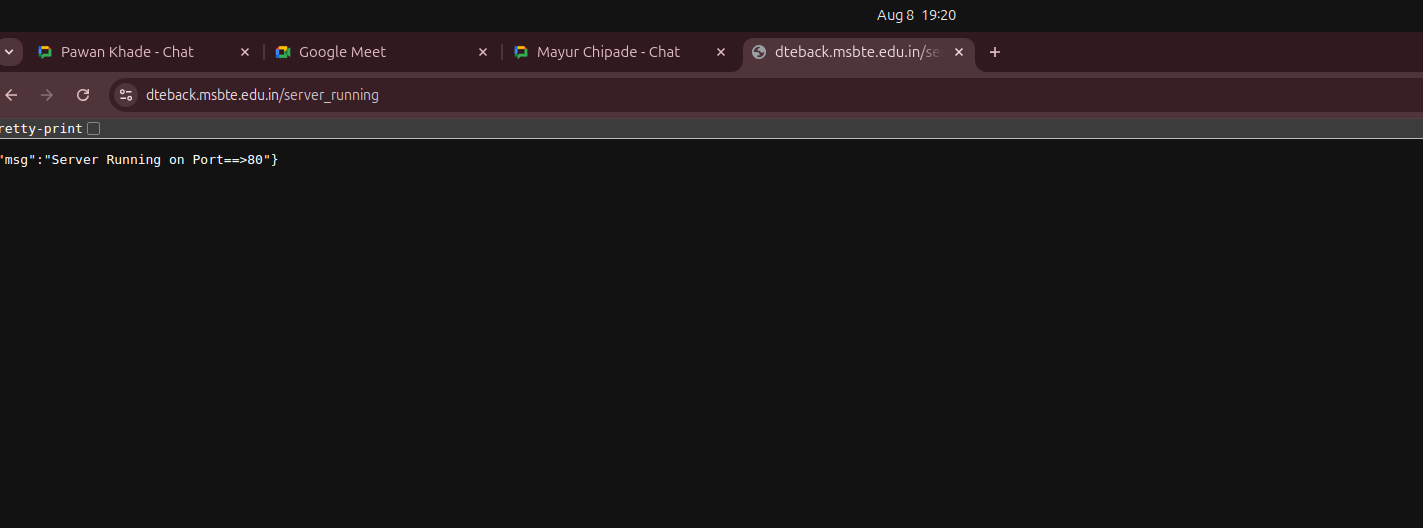 Aug 8 19:20
Pawan Khade - Chat
Google Meet
Mayur Chipade - Chat
dteback.msbte.edu.in/se
dteback.msbte.edu.in/server_running
retty-print
"msg":"Server Running on Port==>80"}